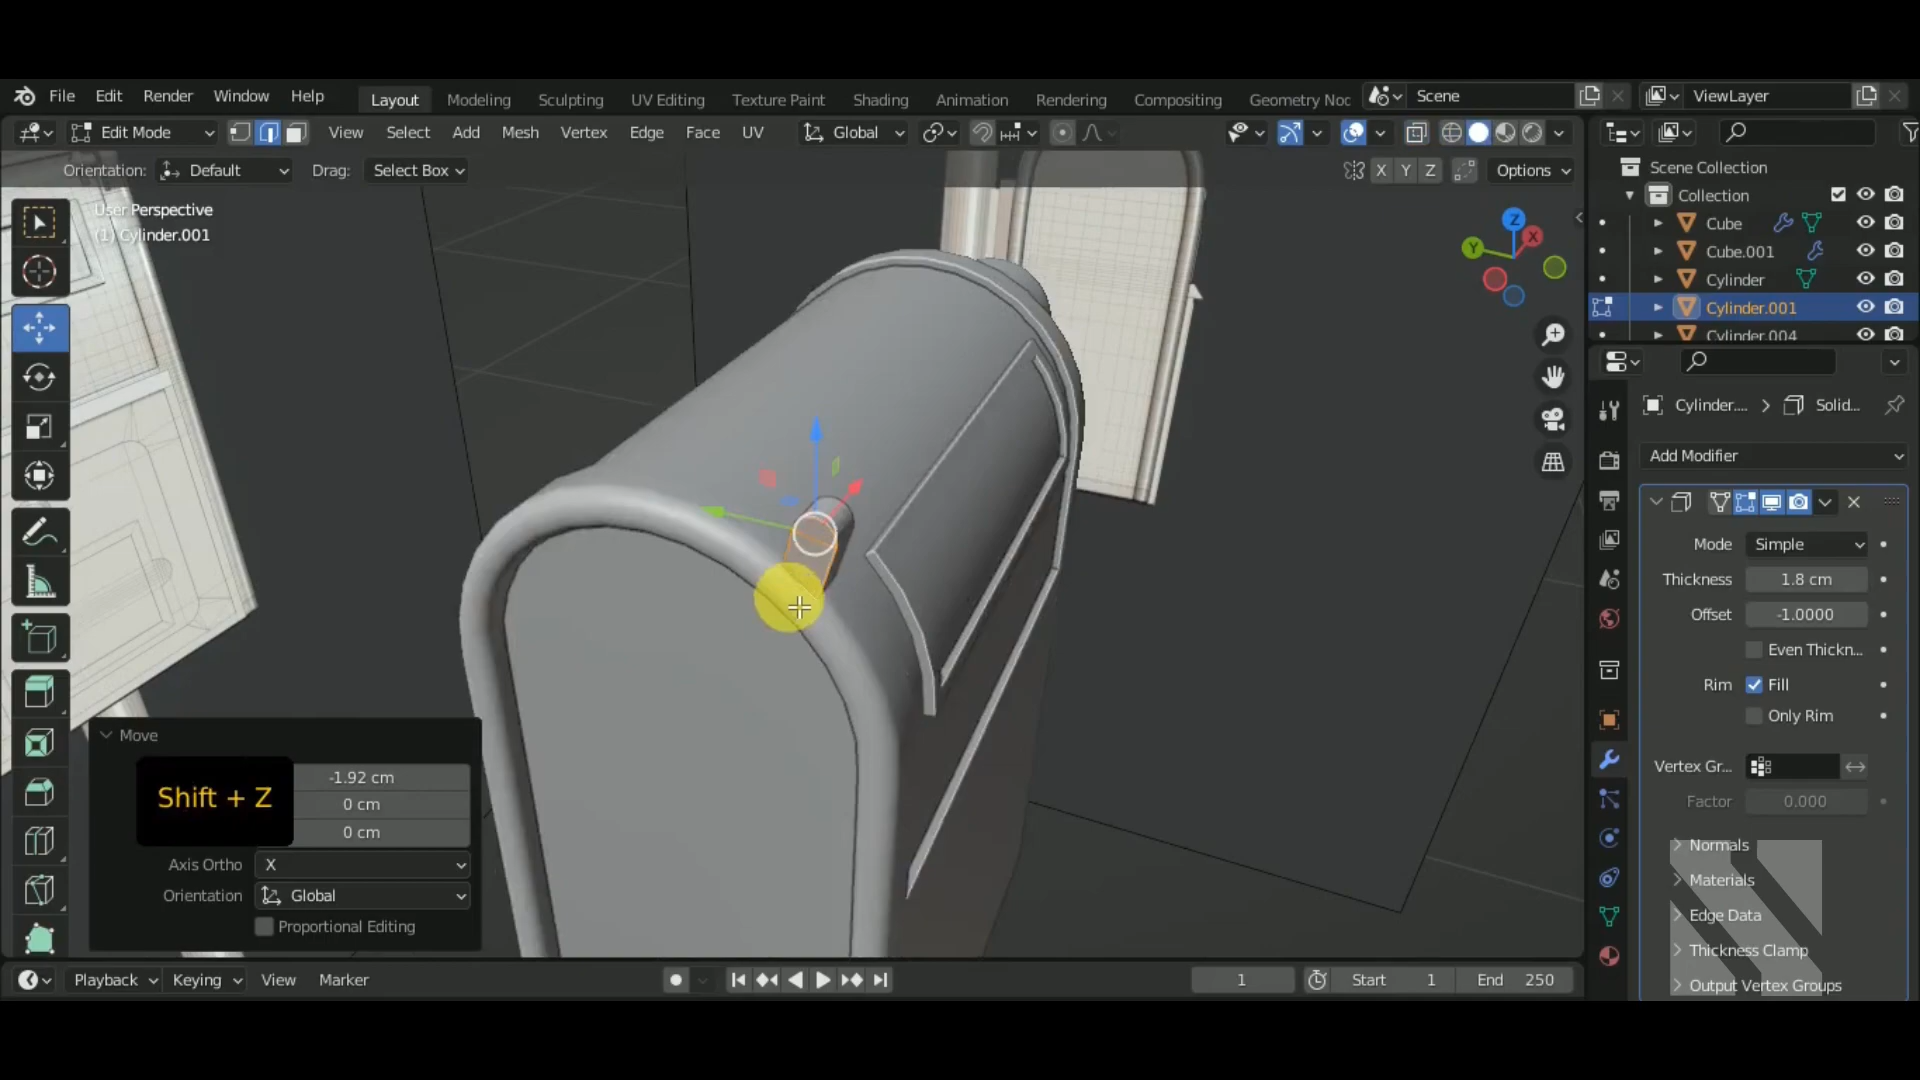 File Edit Render Window Help Layout Modeling Sculpting UV Editing Texture Paint Shading Animation Rendering Compositing Geometry Noc Scene ViewLayer
Edit Mode View Select Add Mesh Vertex Edge Face UV Global
Orientation: Default Drag: Select Box X Y Z Options
User Perspective
(1) Cylinder.001
Z
X
Y
Scene Collection
Collection
Cube
Cube.001
Cylinder
Cylinder.001
Cylinder.004
Cylinder.... Solid...
Add Modifier
Mode Simple
Thickness 1.8 cm
Offset -1.0000
Even Thickn...
Rim Fill
Only Rim
Vertex Gr...
Factor 0.000
Normals
Materials
Edge Data
Thickness Clamp
Output Vertex Groups
Move
-1.92 cm
Shift + Z
0 cm
0 cm
Axis Ortho X
Orientation Global
Proportional Editing
Playback Keying View Marker 1 Start 1 End 250